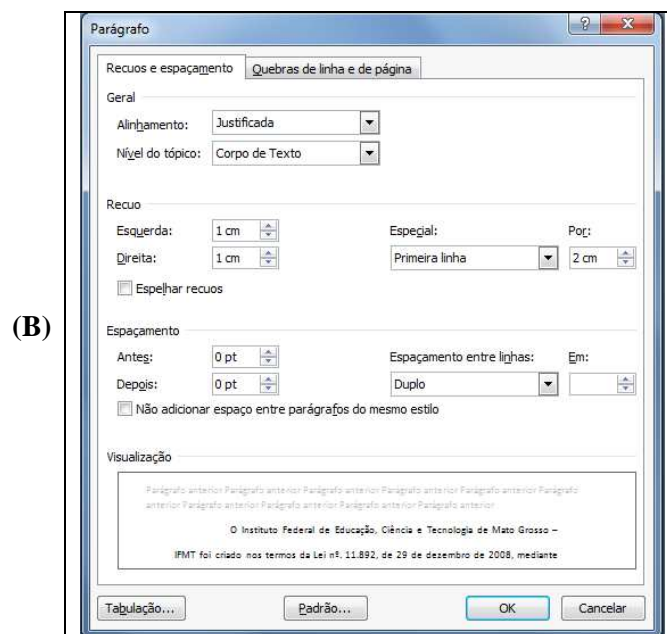 Parágrafo
Recuos e espaçamento Quebras de linha e de página
Geral
Alinhamento: Justificada
Nível do tópico: Corpo de Texto
Recuo
Esquerda: 1 cm Especial: Por:
Direita: 1 cm Primeira linha 2 cm
Espelhar recuos
(B)
Espaçamento
Antes: 0 pt Espaçamento entre linhas: Em:
Depois: 0 pt Duplo
Não adicionar espaço entre parágrafos do mesmo estilo
Visualização
Parágrafo anterior Parágrafo anterior Parágrafo anterior Parágrafo anterior Parágrafo anterior Parágrafo
anterior Parágrafo anterior Parágrafo anterior Parágrafo anterior Parágrafo anterior
O Instituto Federal de Educação, Ciência e Tecnologia de Mato Grosso –
IFMT foi criado nos termos da Lei nº. 11.892, de 29 de dezembro de 2008, mediante
Tabulação... Padrão... OK Cancelar